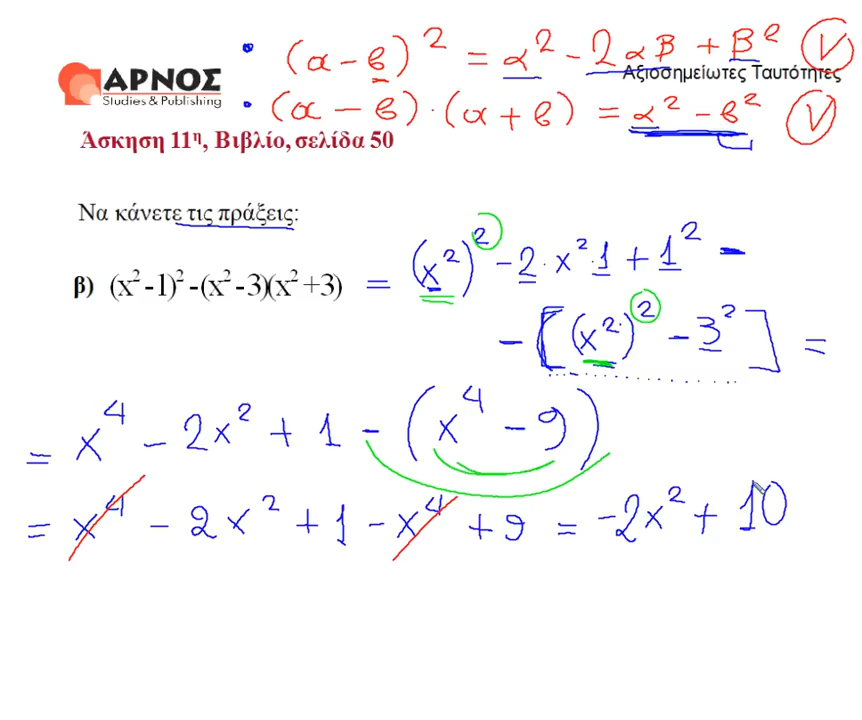 • (α - β)² = α² - 2αβ + β² (V)
ΑΡΝΟΣ
Studies & Publishing
Αξιοσημείωτες Ταυτότητες
• (α - β)·(α + β) = α² - β² (V)
Άσκηση 11η, Βιβλίο, σελίδα 50
Να κάνετε τις πράξεις:
β) (x²-1)²-(x²-3)(x²+3) = (x²)² - 2·x²·1 + 1² -
- [(x²)² - 3²] =
= x⁴ - 2x² + 1 - (x⁴ - 9)
= x⁴ - 2x² + 1 - x⁴ + 9 = -2x² + 10